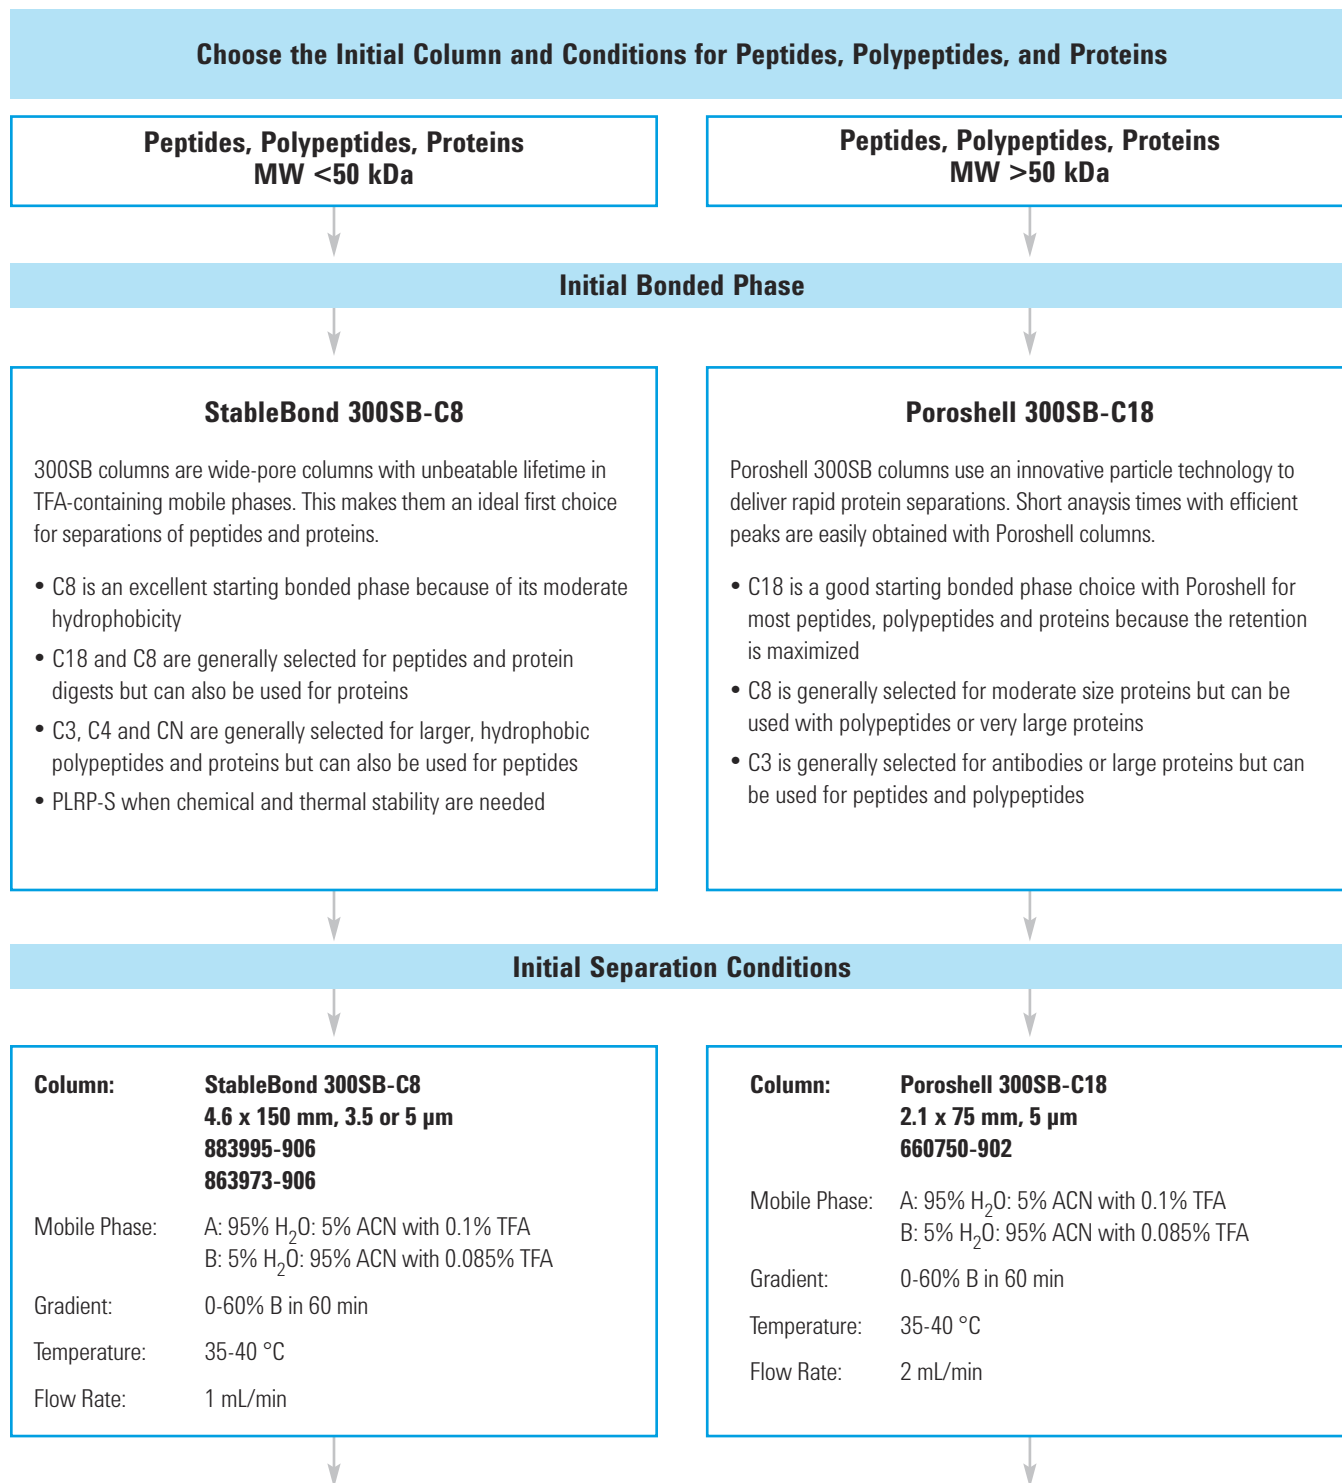 Choose the Initial Column and Conditions for Peptides, Polypeptides, and Proteins
Peptides, Polypeptides, Proteins
MW <50 kDa
Peptides, Polypeptides, Proteins
MW >50 kDa
Initial Bonded Phase
StableBond 300SB-C8
300SB columns are wide-pore columns with unbeatable lifetime in
TFA-containing mobile phases. This makes them an ideal first choice
for separations of peptides and proteins.
• C8 is an excellent starting bonded phase because of its moderate
hydrophobicity
• C18 and C8 are generally selected for peptides and protein
digests but can also be used for proteins
• C3, C4 and CN are generally selected for larger, hydrophobic
polypeptides and proteins but can also be used for peptides
• PLRP-S when chemical and thermal stability are needed
Poroshell 300SB-C18
Poroshell 300SB columns use an innovative particle technology to
deliver rapid protein separations. Short anaysis times with efficient
peaks are easily obtained with Poroshell columns.
• C18 is a good starting bonded phase choice with Poroshell for
most peptides, polypeptides and proteins because the retention
is maximized
• C8 is generally selected for moderate size proteins but can be
used with polypeptides or very large proteins
• C3 is generally selected for antibodies or large proteins but can
be used for peptides and polypeptides
Initial Separation Conditions
Column: StableBond 300SB-C8
4.6 x 150 mm, 3.5 or 5 µm
883995-906
863973-906
Mobile Phase: A: 95% H₂O: 5% ACN with 0.1% TFA
B: 5% H₂O: 95% ACN with 0.085% TFA
Gradient: 0-60% B in 60 min
Temperature: 35-40 °C
Flow Rate: 1 mL/min
Column: Poroshell 300SB-C18
2.1 x 75 mm, 5 µm
660750-902
Mobile Phase: A: 95% H₂O: 5% ACN with 0.1% TFA
B: 5% H₂O: 95% ACN with 0.085% TFA
Gradient: 0-60% B in 60 min
Temperature: 35-40 °C
Flow Rate: 2 mL/min